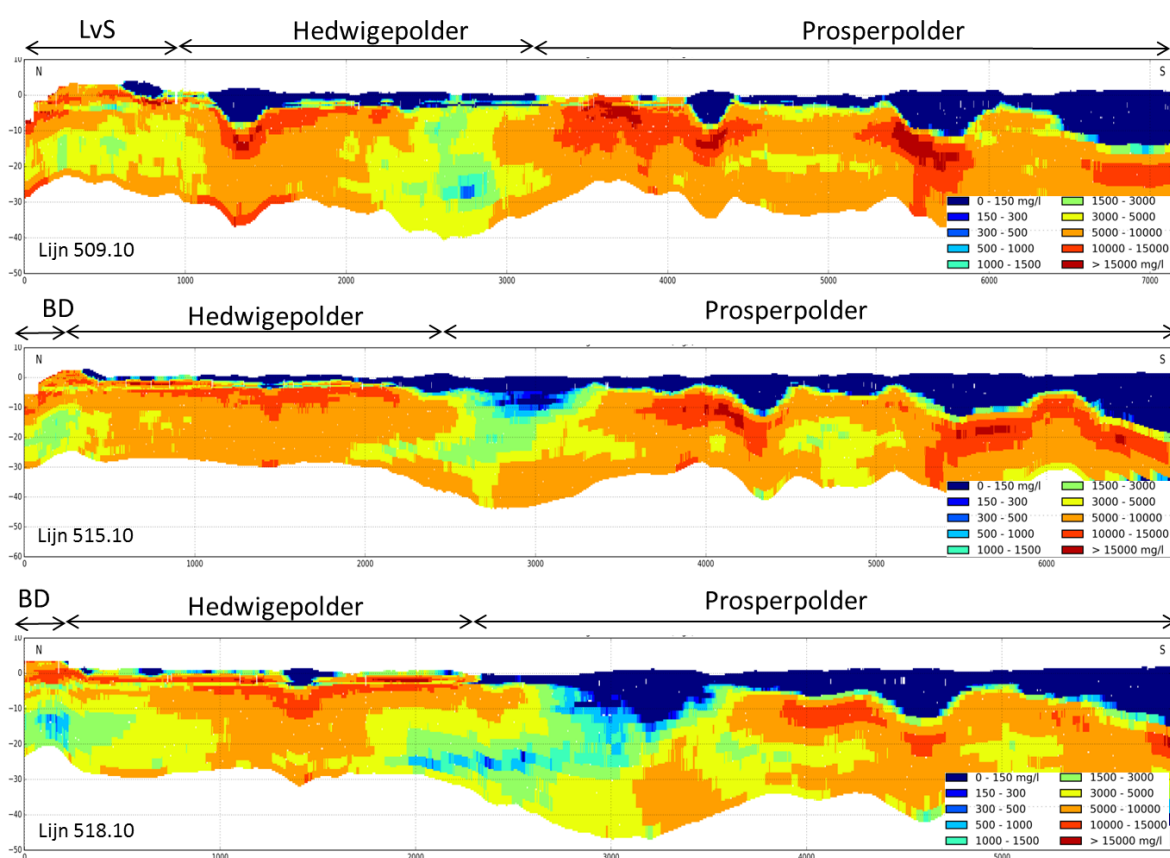 LvS Hedwigepolder Prosperpolder
10
N S
0
−10
−20
−30
−40
−50
0 1000 2000 3000 4000 5000 6000 7000
0 - 150 mg/l 1500 - 3000
150 - 300 3000 - 5000
300 - 500 5000 - 10000
500 - 1000 10000 - 15000
1000 - 1500 > 15000 mg/l
Lijn 509.10
BD Hedwigepolder Prosperpolder
10
N S
0
−10
−20
−30
−40
−50
−60
0 1000 2000 3000 4000 5000 6000
0 - 150 mg/l 1500 - 3000
150 - 300 3000 - 5000
300 - 500 5000 - 10000
500 - 1000 10000 - 15000
1000 - 1500 > 15000 mg/l
Lijn 515.10
BD Hedwigepolder Prosperpolder
10
N S
0
−10
−20
−30
−40
−50
0 1000 2000 3000 4000 5000
0 - 150 mg/l 1500 - 3000
150 - 300 3000 - 5000
300 - 500 5000 - 10000
500 - 1000 10000 - 15000
1000 - 1500 > 15000 mg/l
Lijn 518.10